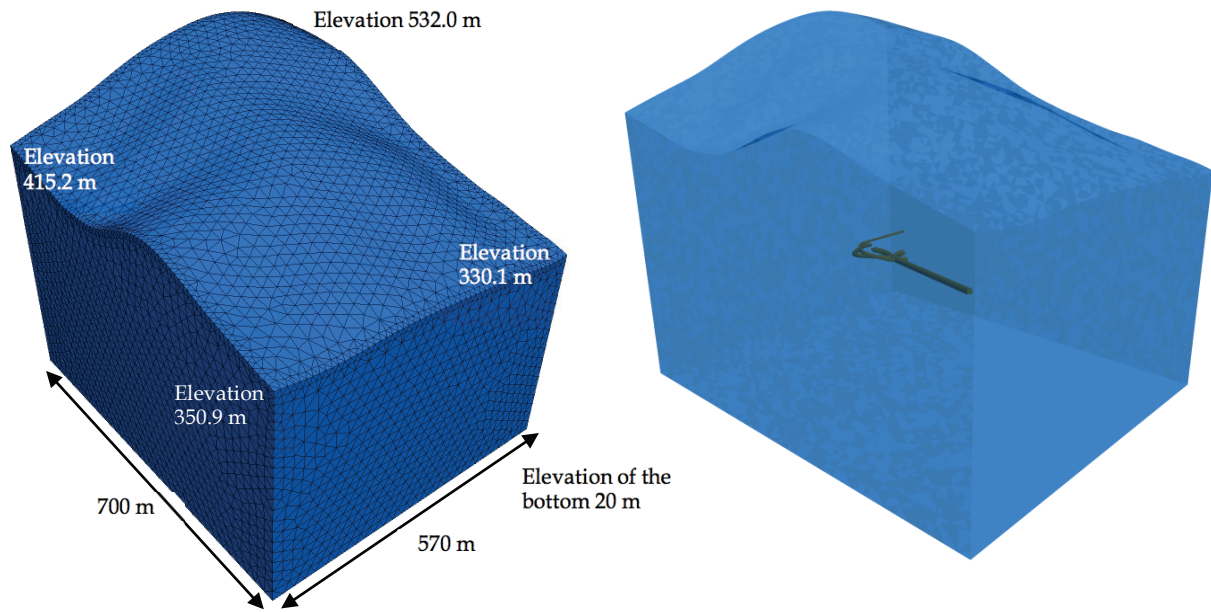 Elevation 532.0 m
Elevation
415.2 m
Elevation
330.1 m
Elevation
350.9 m
Elevation of the
bottom 20 m
700 m
570 m